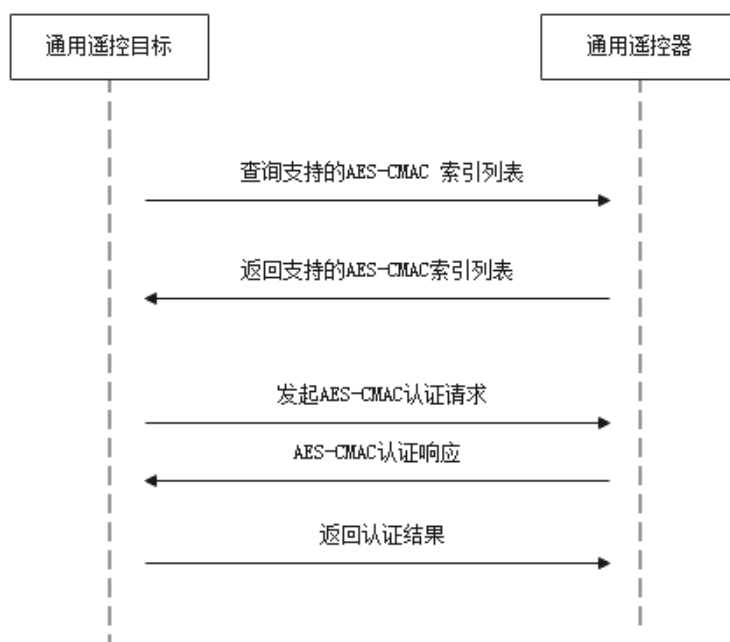 通用遥控目标
通用遥控器
查询支持的AES-CMAC 索引列表
返回支持的AES-CMAC索引列表
发起AES-CMAC认证请求
AES-CMAC认证响应
返回认证结果